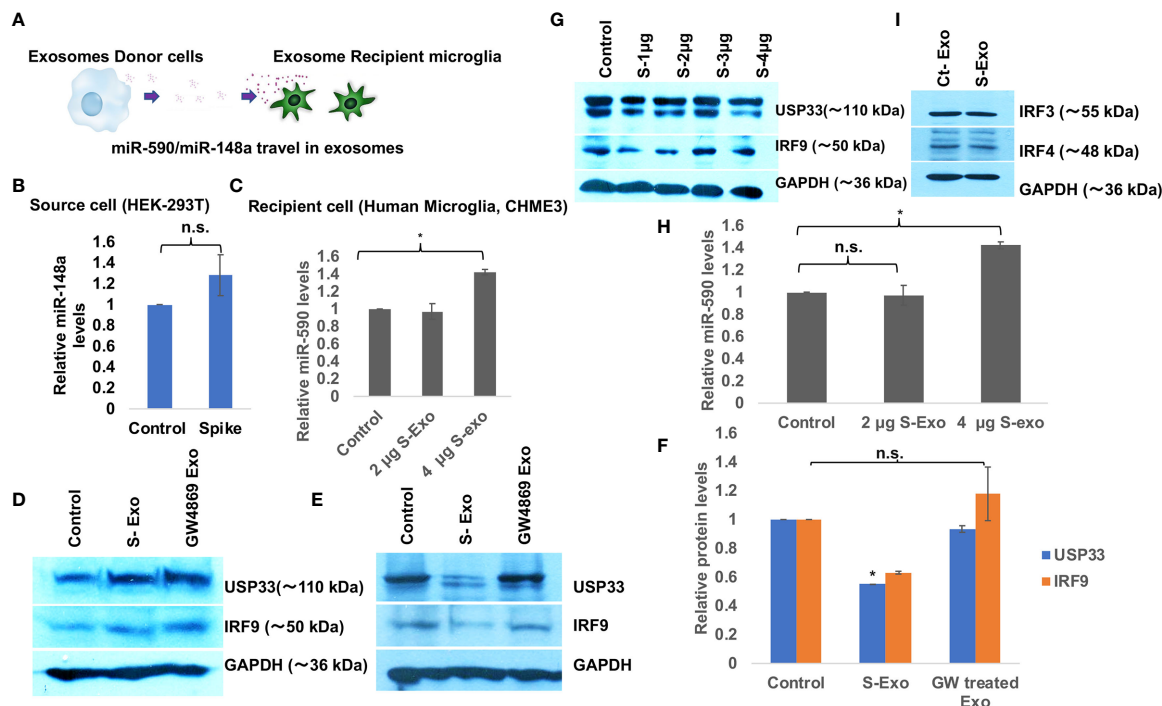 A
Exosomes Donor cells
Exosome Recipient microglia
miR-590/miR-148a travel in exosomes
B
Source cell (HEK-293T)
n.s.
Relative miR-148a
levels
1.6
1.4
1.2
1
0.8
0.6
0.4
0.2
0
Control
Spike
C
Recipient cell (Human Microglia, CHME3)
*
Relative miR-590 levels
1.6
1.4
1.2
1
0.8
0.6
0.4
0.2
0
Control
2 µg S-Exo
4 µg S-exo
D
Control
S- Exo
GW4869 Exo
USP33(~110 kDa)
IRF9 (~50 kDa)
GAPDH (~36 kDa)
E
Control
S- Exo
GW4869 Exo
USP33
IRF9
GAPDH
G
Control
S-1µg
S-2µg
S-3µg
S-4µg
USP33(~110 kDa)
IRF9 (~50 kDa)
GAPDH (~36 kDa)
I
Ct- Exo
S-Exo
IRF3 (~55 kDa)
IRF4 (~48 kDa)
GAPDH (~36 kDa)
H
*
n.s.
Relative miR-590 levels
1.6
1.4
1.2
1
0.8
0.6
0.4
0.2
0
Control
2 µg S-Exo
4 µg S-exo
F
n.s.
*
Relative protein levels
1.6
1.4
1.2
1
0.8
0.6
0.4
0.2
0
Control
S-Exo
GW treated
Exo
USP33
IRF9